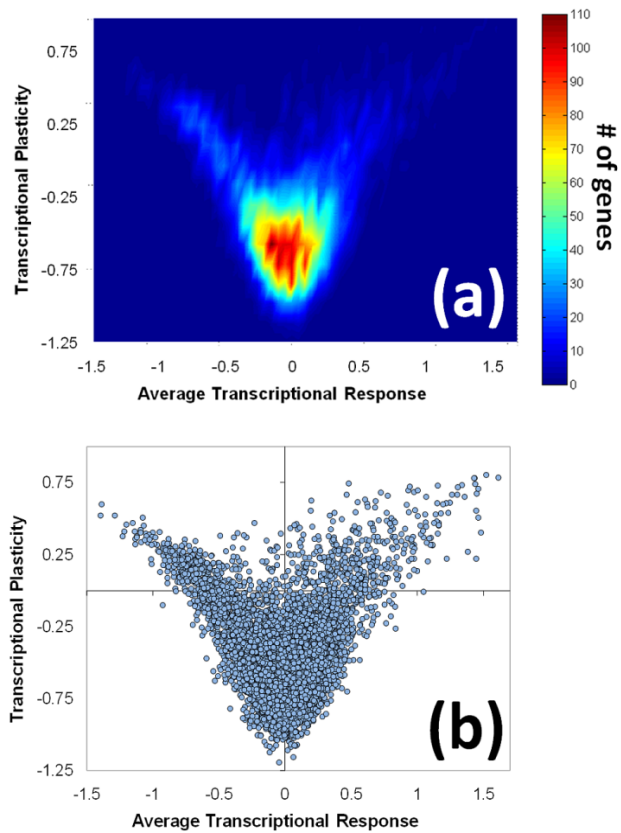 0.75
0.25
-0.25
-0.75
-1.25
Transcriptional Plasticity
-1.5 -1 -0.5 0 0.5 1 1.5
Average Transcriptional Response
(a)
110
100
90
80
70
60
50
40
30
20
10
0
# of genes
0.75
0.25
-0.25
-0.75
-1.25
Transcriptional Plasticity
-1.5 -1 -0.5 0 0.5 1 1.5
Average Transcriptional Response
(b)